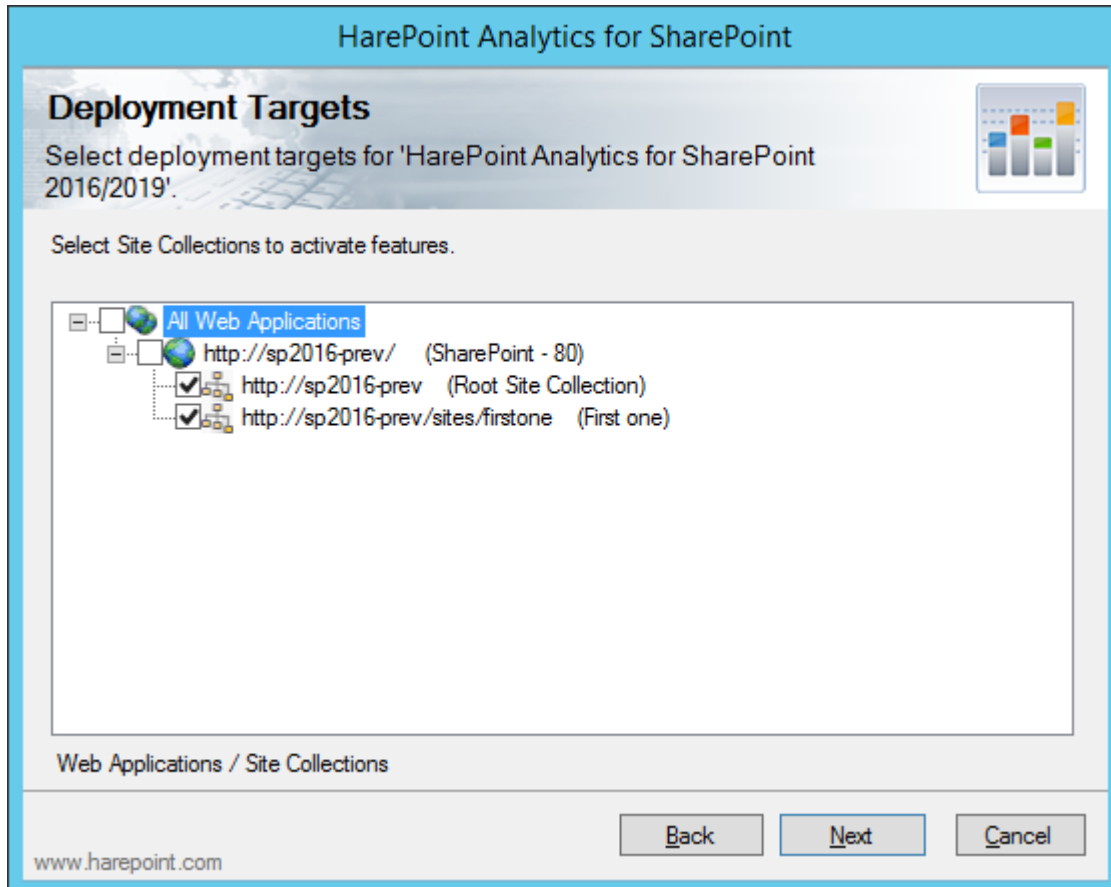 HarePoint Analytics for SharePoint
Deployment Targets
Select deployment targets for 'HarePoint Analytics for SharePoint
2016/2019'.
Select Site Collections to activate features.
All Web Applications
http://sp2016-prev/ (SharePoint - 80)
http://sp2016-prev (Root Site Collection)
http://sp2016-prev/sites/firstone (First one)
Web Applications / Site Collections
Back Next Cancel
www.harepoint.com